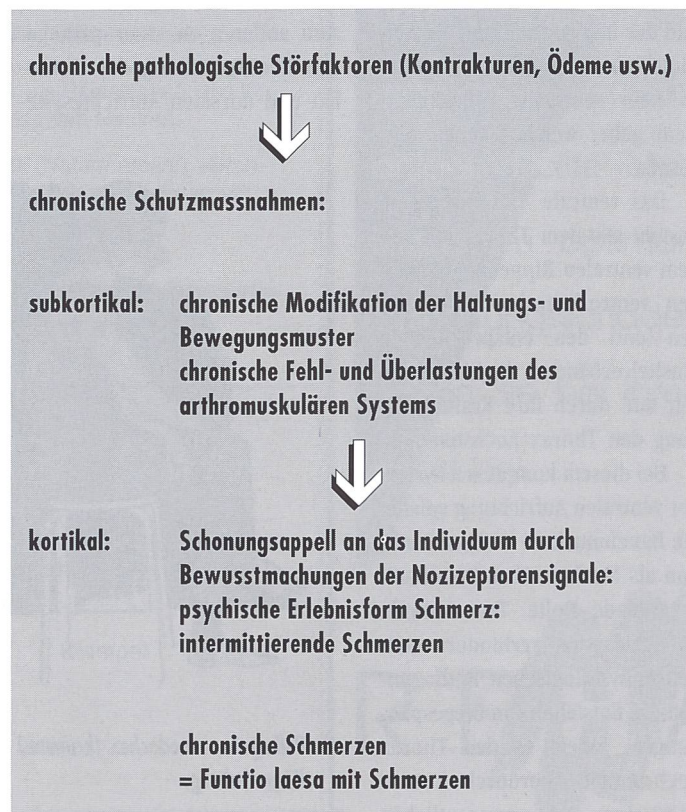 chronische pathologische Störfaktoren (Kontrakturen, Ödeme usw.)
chronische Schutzmassnahmen:
subkortikal: chronische Modifikation der Haltungs- und
Bewegungsmuster
chronische Fehl- und Überlastungen des
arthromuskulären Systems
kortikal: Schonungsappell an das Individuum durch
Bewusstmachungen der Nozizeptorensignale:
psychische Erlebnisform Schmerz:
intermittierende Schmerzen
chronische Schmerzen
= Functio laesa mit Schmerzen